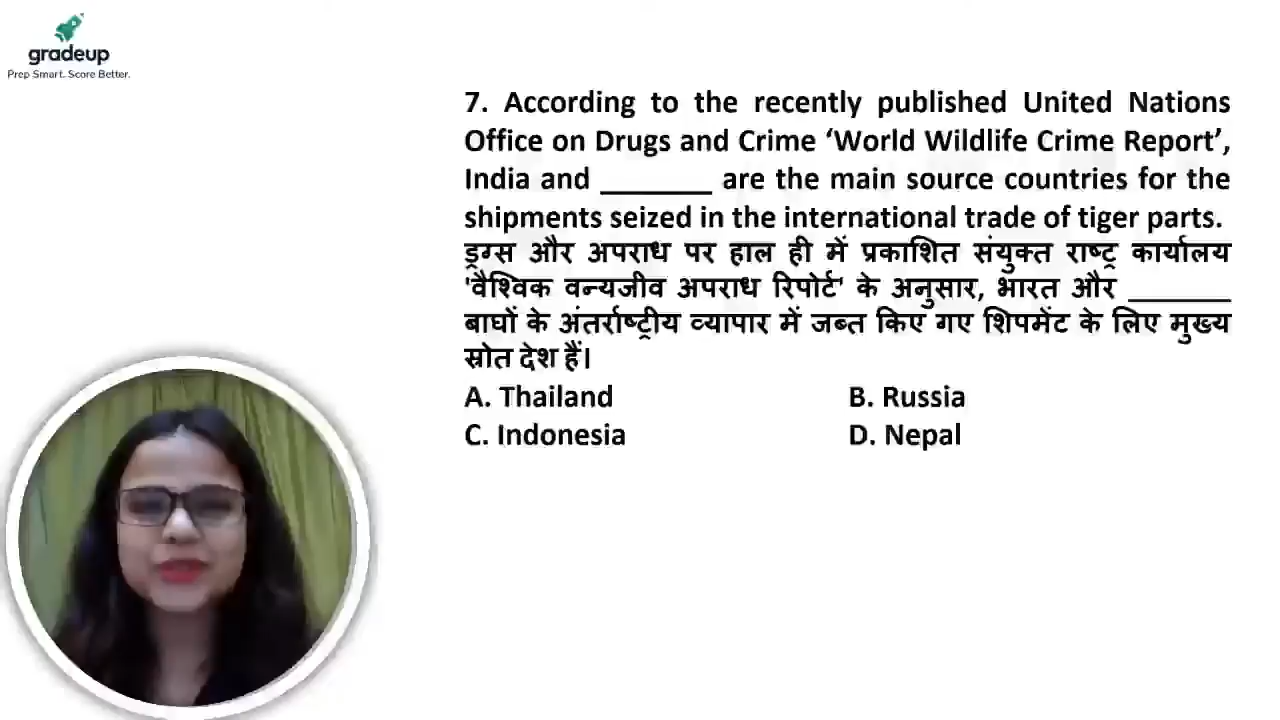 gradeup
Prep Smart. Score Better.
7. According to the recently published United Nations
Office on Drugs and Crime ‘World Wildlife Crime Report’,
India and _______ are the main source countries for the
shipments seized in the international trade of tiger parts.
ड्रग्स और अपराध पर हाल ही में प्रकाशित संयुक्त राष्ट्र कार्यालय
'वैश्विक वन्यजीव अपराध रिपोर्ट' के अनुसार, भारत और _______
बाघों के अंतर्राष्ट्रीय व्यापार में जब्त किए गए शिपमेंट के लिए मुख्य
स्रोत देश हैं।
A. Thailand B. Russia
C. Indonesia D. Nepal